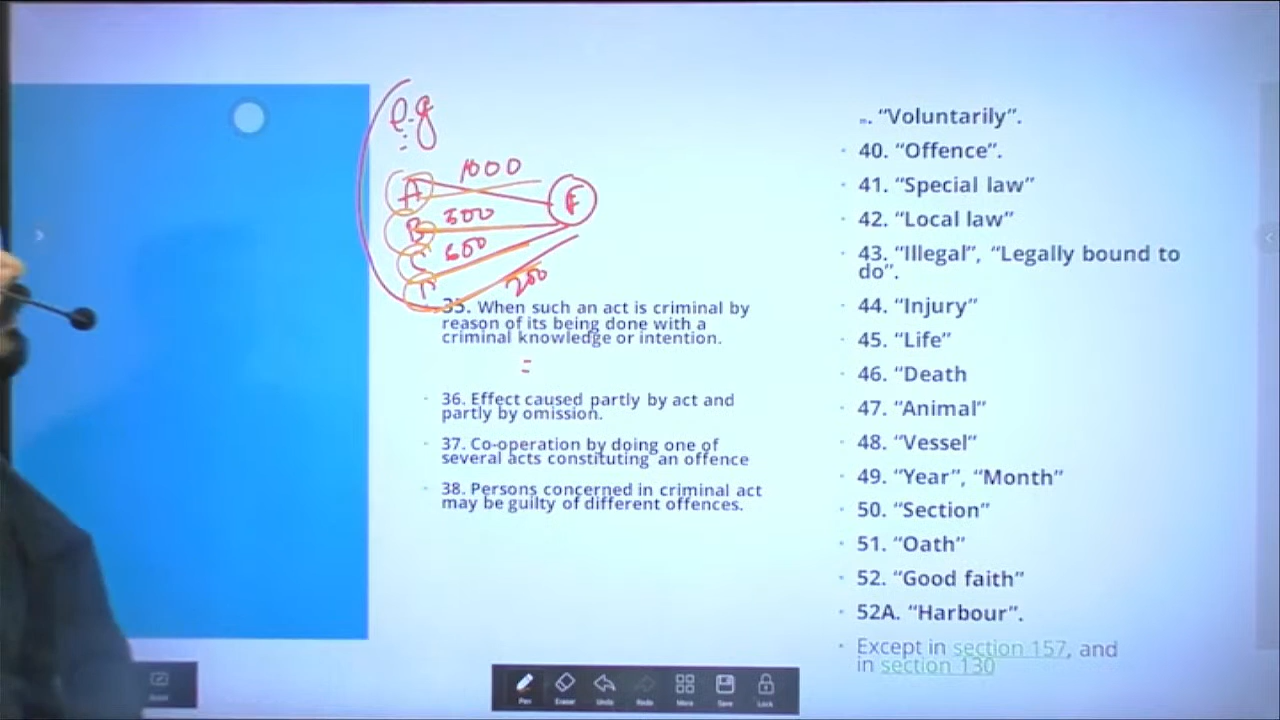 e.g
A 1000
F
B 500
C 600
200
35. When such an act is criminal by
reason of its being done with a
criminal knowledge or intention.
36. Effect caused partly by act and
partly by omission.
37. Co-operation by doing one of
several acts constituting an offence
38. Persons concerned in criminal act
may be guilty of different offences.
. “Voluntarily”.
40. “Offence”.
41. “Special law”
42. “Local law”
43. “Illegal”, “Legally bound to
do”.
44. “Injury”
45. “Life”
46. “Death
47. “Animal”
48. “Vessel”
49. “Year”, “Month”
50. “Section”
51. “Oath”
52. “Good faith”
52A. “Harbour”.
Except in section 157, and
in section 130
Pen Eraser Undo Redo More Save Lock